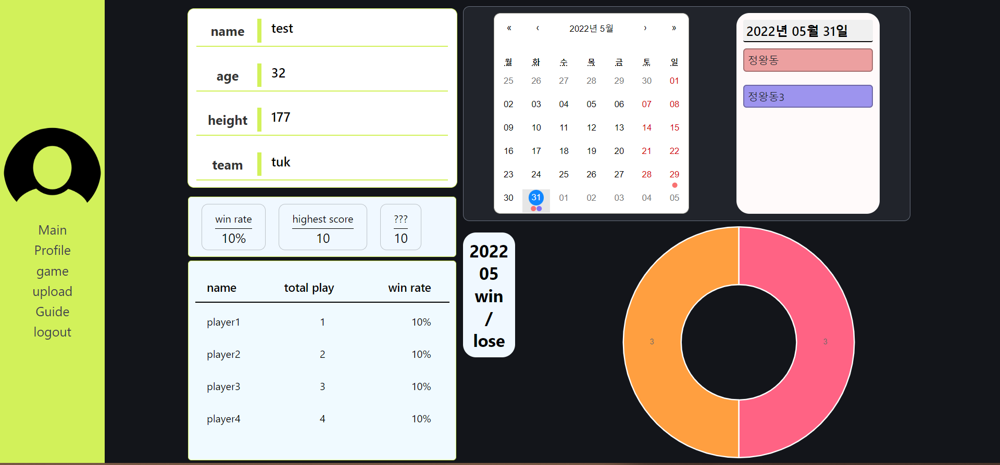 Main
Profile
game
upload
Guide
logout
name test
age 32
height 177
team tuk
win rate
10%
highest score
10
???
10
name total play win rate
player1 1 10%
player2 2 10%
player3 3 10%
player4 4 10%
« ‹ 2022년 5월 › »
월 화 수 목 금 토 일
25 26 27 28 29 30 01
02 03 04 05 06 07 08
09 10 11 12 13 14 15
16 17 18 19 20 21 22
23 24 25 26 27 28 29
30 31 01 02 03 04 05
2022년 05월 31일
정왕동
정왕동3
2022
05
win
/
lose
3 3